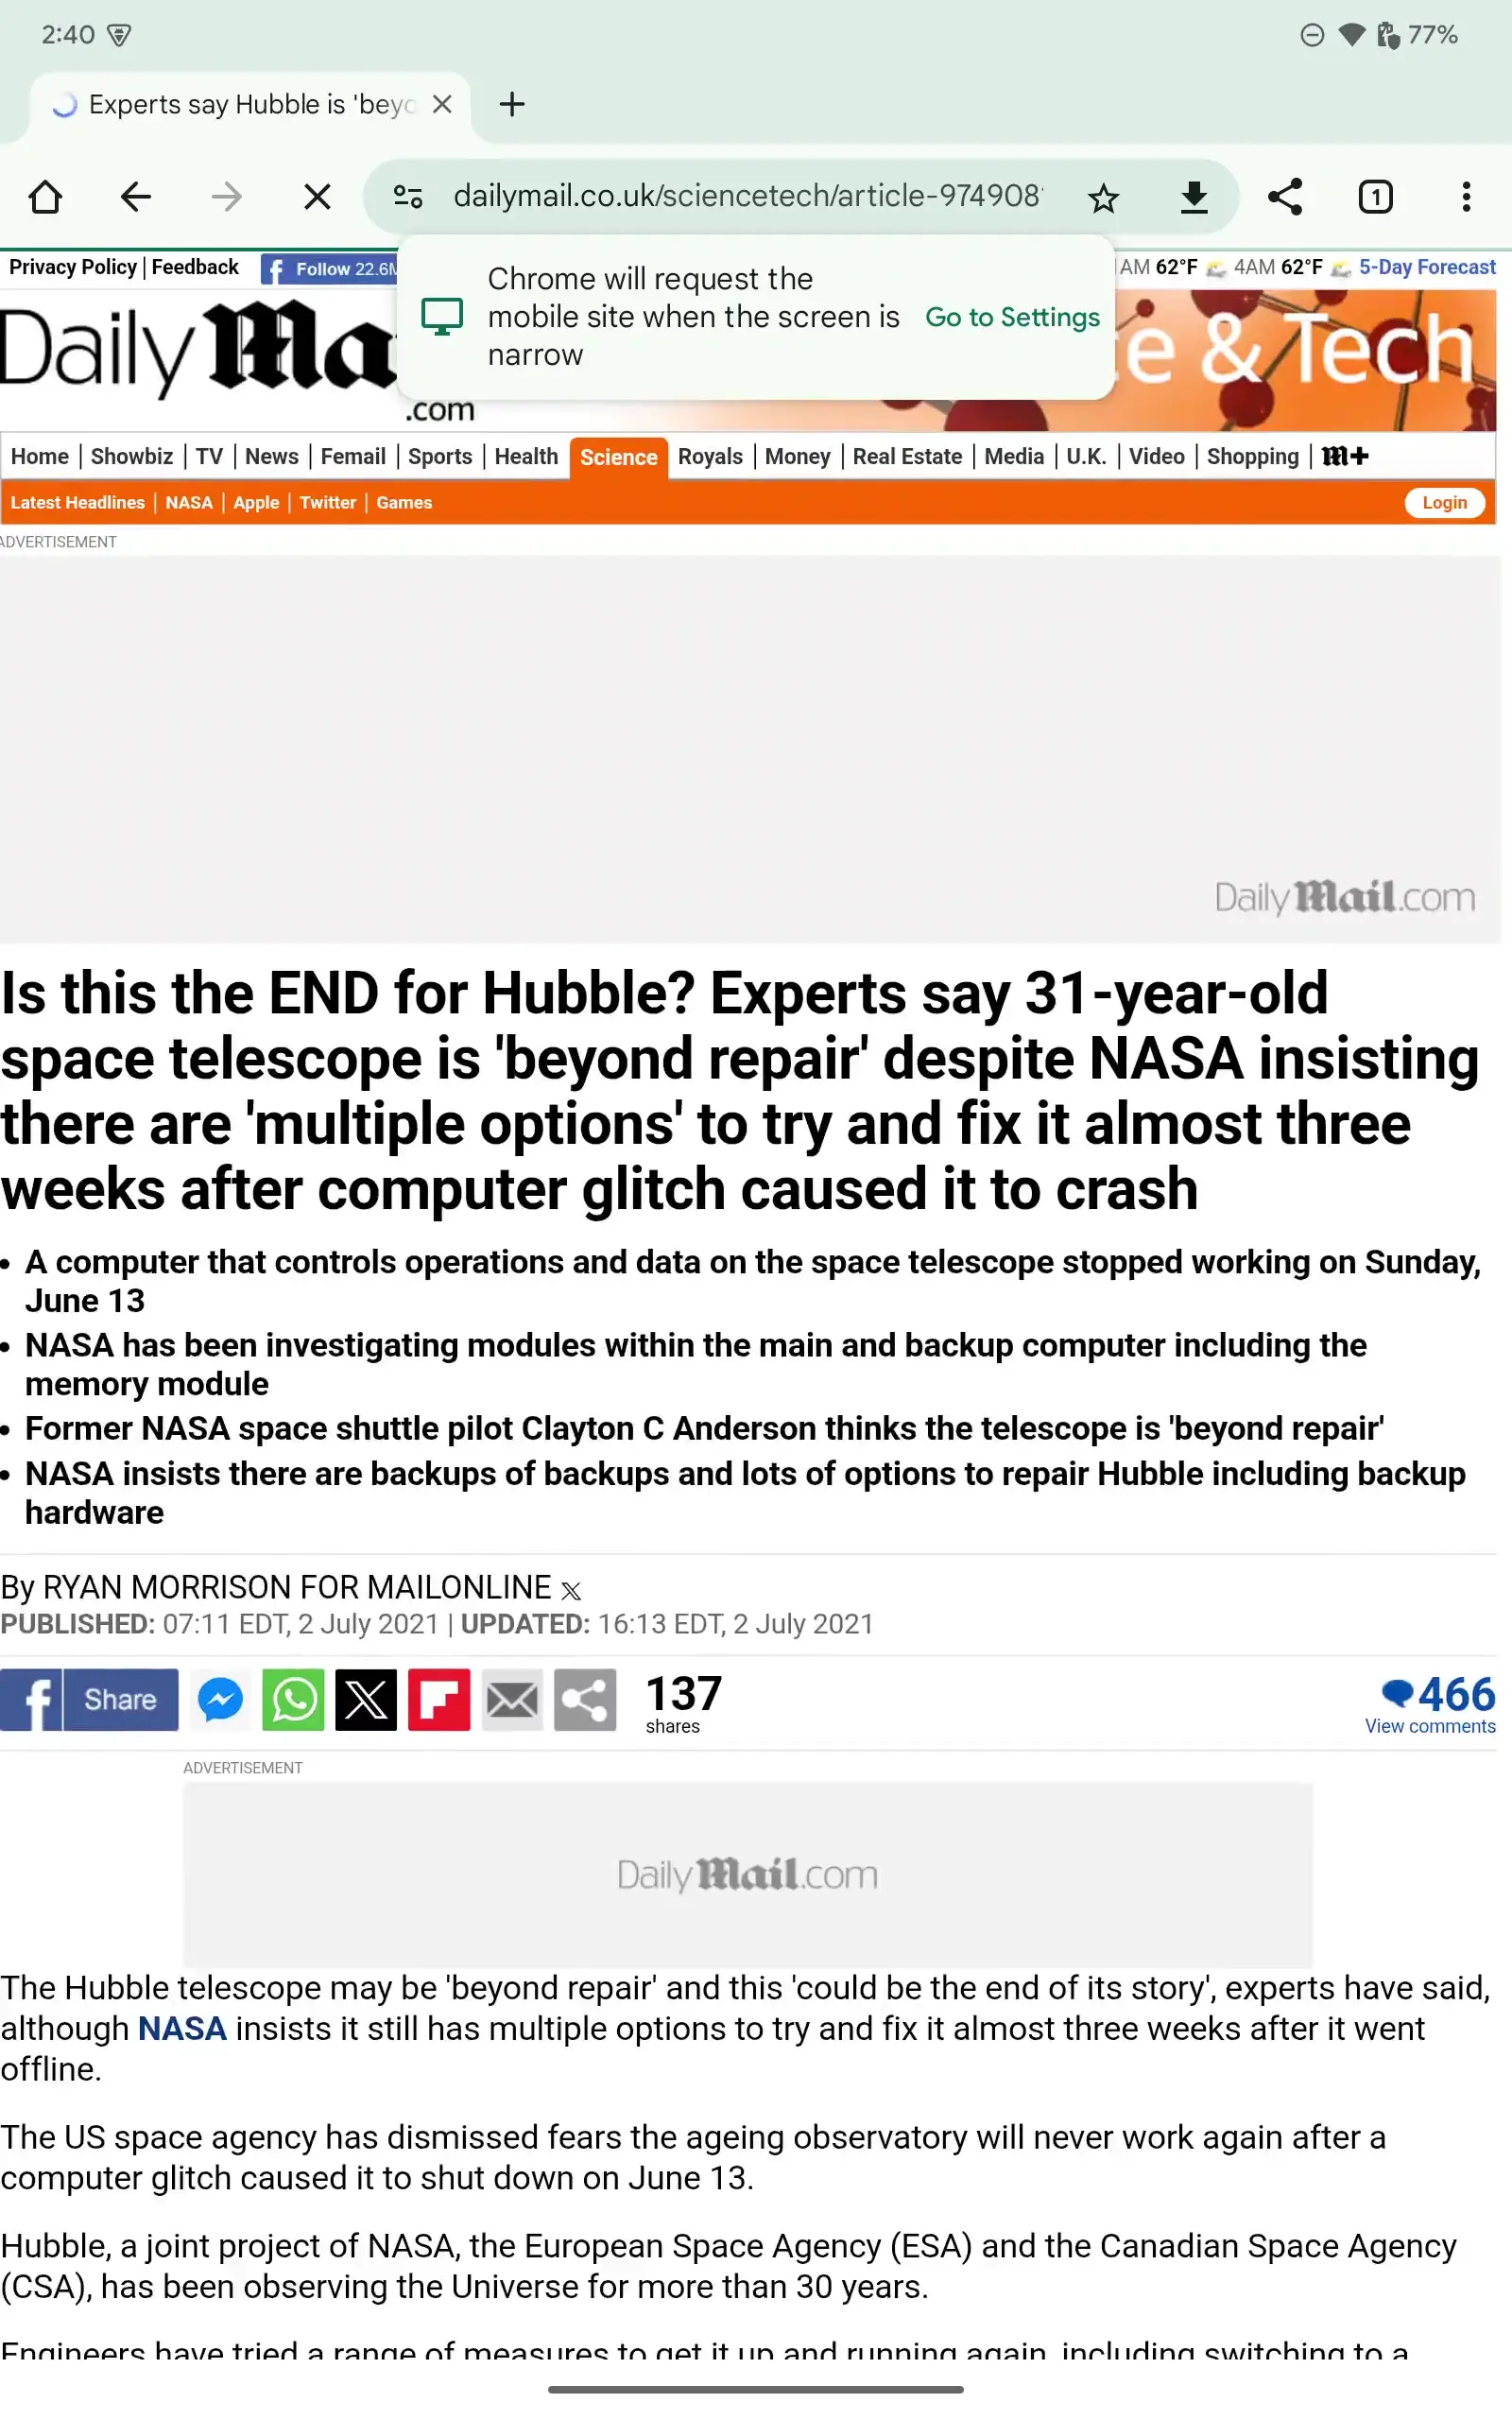 2:40
77%
Experts say Hubble is 'beyo
dailymail.co.uk/sciencetech/article-974908
1
Privacy Policy | Feedback
Follow 22.6M
AM 62°F 4AM 62°F 5-Day Forecast
Chrome will request the
mobile site when the screen is
narrow
Go to Settings
Daily Ma
.com
e & Tech
Home | Showbiz | TV | News | Femail | Sports | Health Science Royals | Money | Real Estate | Media | U.K. | Video | Shopping | m+
Latest Headlines | NASA | Apple | Twitter | Games
Login
ADVERTISEMENT
Daily Mail.com
Is this the END for Hubble? Experts say 31-year-old
space telescope is 'beyond repair' despite NASA insisting
there are 'multiple options' to try and fix it almost three
weeks after computer glitch caused it to crash
• A computer that controls operations and data on the space telescope stopped working on Sunday,
June 13
• NASA has been investigating modules within the main and backup computer including the
memory module
• Former NASA space shuttle pilot Clayton C Anderson thinks the telescope is 'beyond repair'
• NASA insists there are backups of backups and lots of options to repair Hubble including backup
hardware
By RYAN MORRISON FOR MAILONLINE
PUBLISHED: 07:11 EDT, 2 July 2021 | UPDATED: 16:13 EDT, 2 July 2021
Share
137
shares
466
View comments
ADVERTISEMENT
Daily Mail.com
The Hubble telescope may be 'beyond repair' and this 'could be the end of its story', experts have said,
although NASA insists it still has multiple options to try and fix it almost three weeks after it went
offline.
The US space agency has dismissed fears the ageing observatory will never work again after a
computer glitch caused it to shut down on June 13.
Hubble, a joint project of NASA, the European Space Agency (ESA) and the Canadian Space Agency
(CSA), has been observing the Universe for more than 30 years.
Engineers have tried a range of measures to get it up and running again, including switching to a